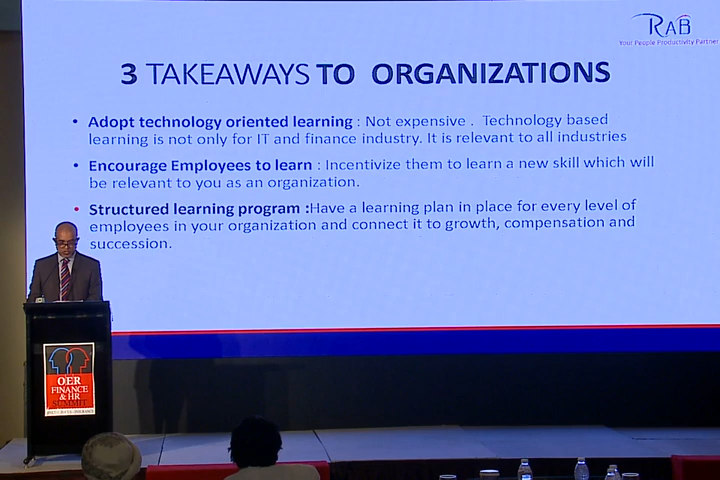 RAB
Your People Productivity Partner
3 TAKEAWAYS TO ORGANIZATIONS
• Adopt technology oriented learning : Not expensive . Technology based
learning is not only for IT and finance industry. It is relevant to all industries
• Encourage Employees to learn : Incentivize them to learn a new skill which will
be relevant to you as an organization.
• Structured learning program :Have a learning plan in place for every level of
employees in your organization and connect it to growth, compensation and
succession.
OER
FINANCE
& HR
SUMMIT